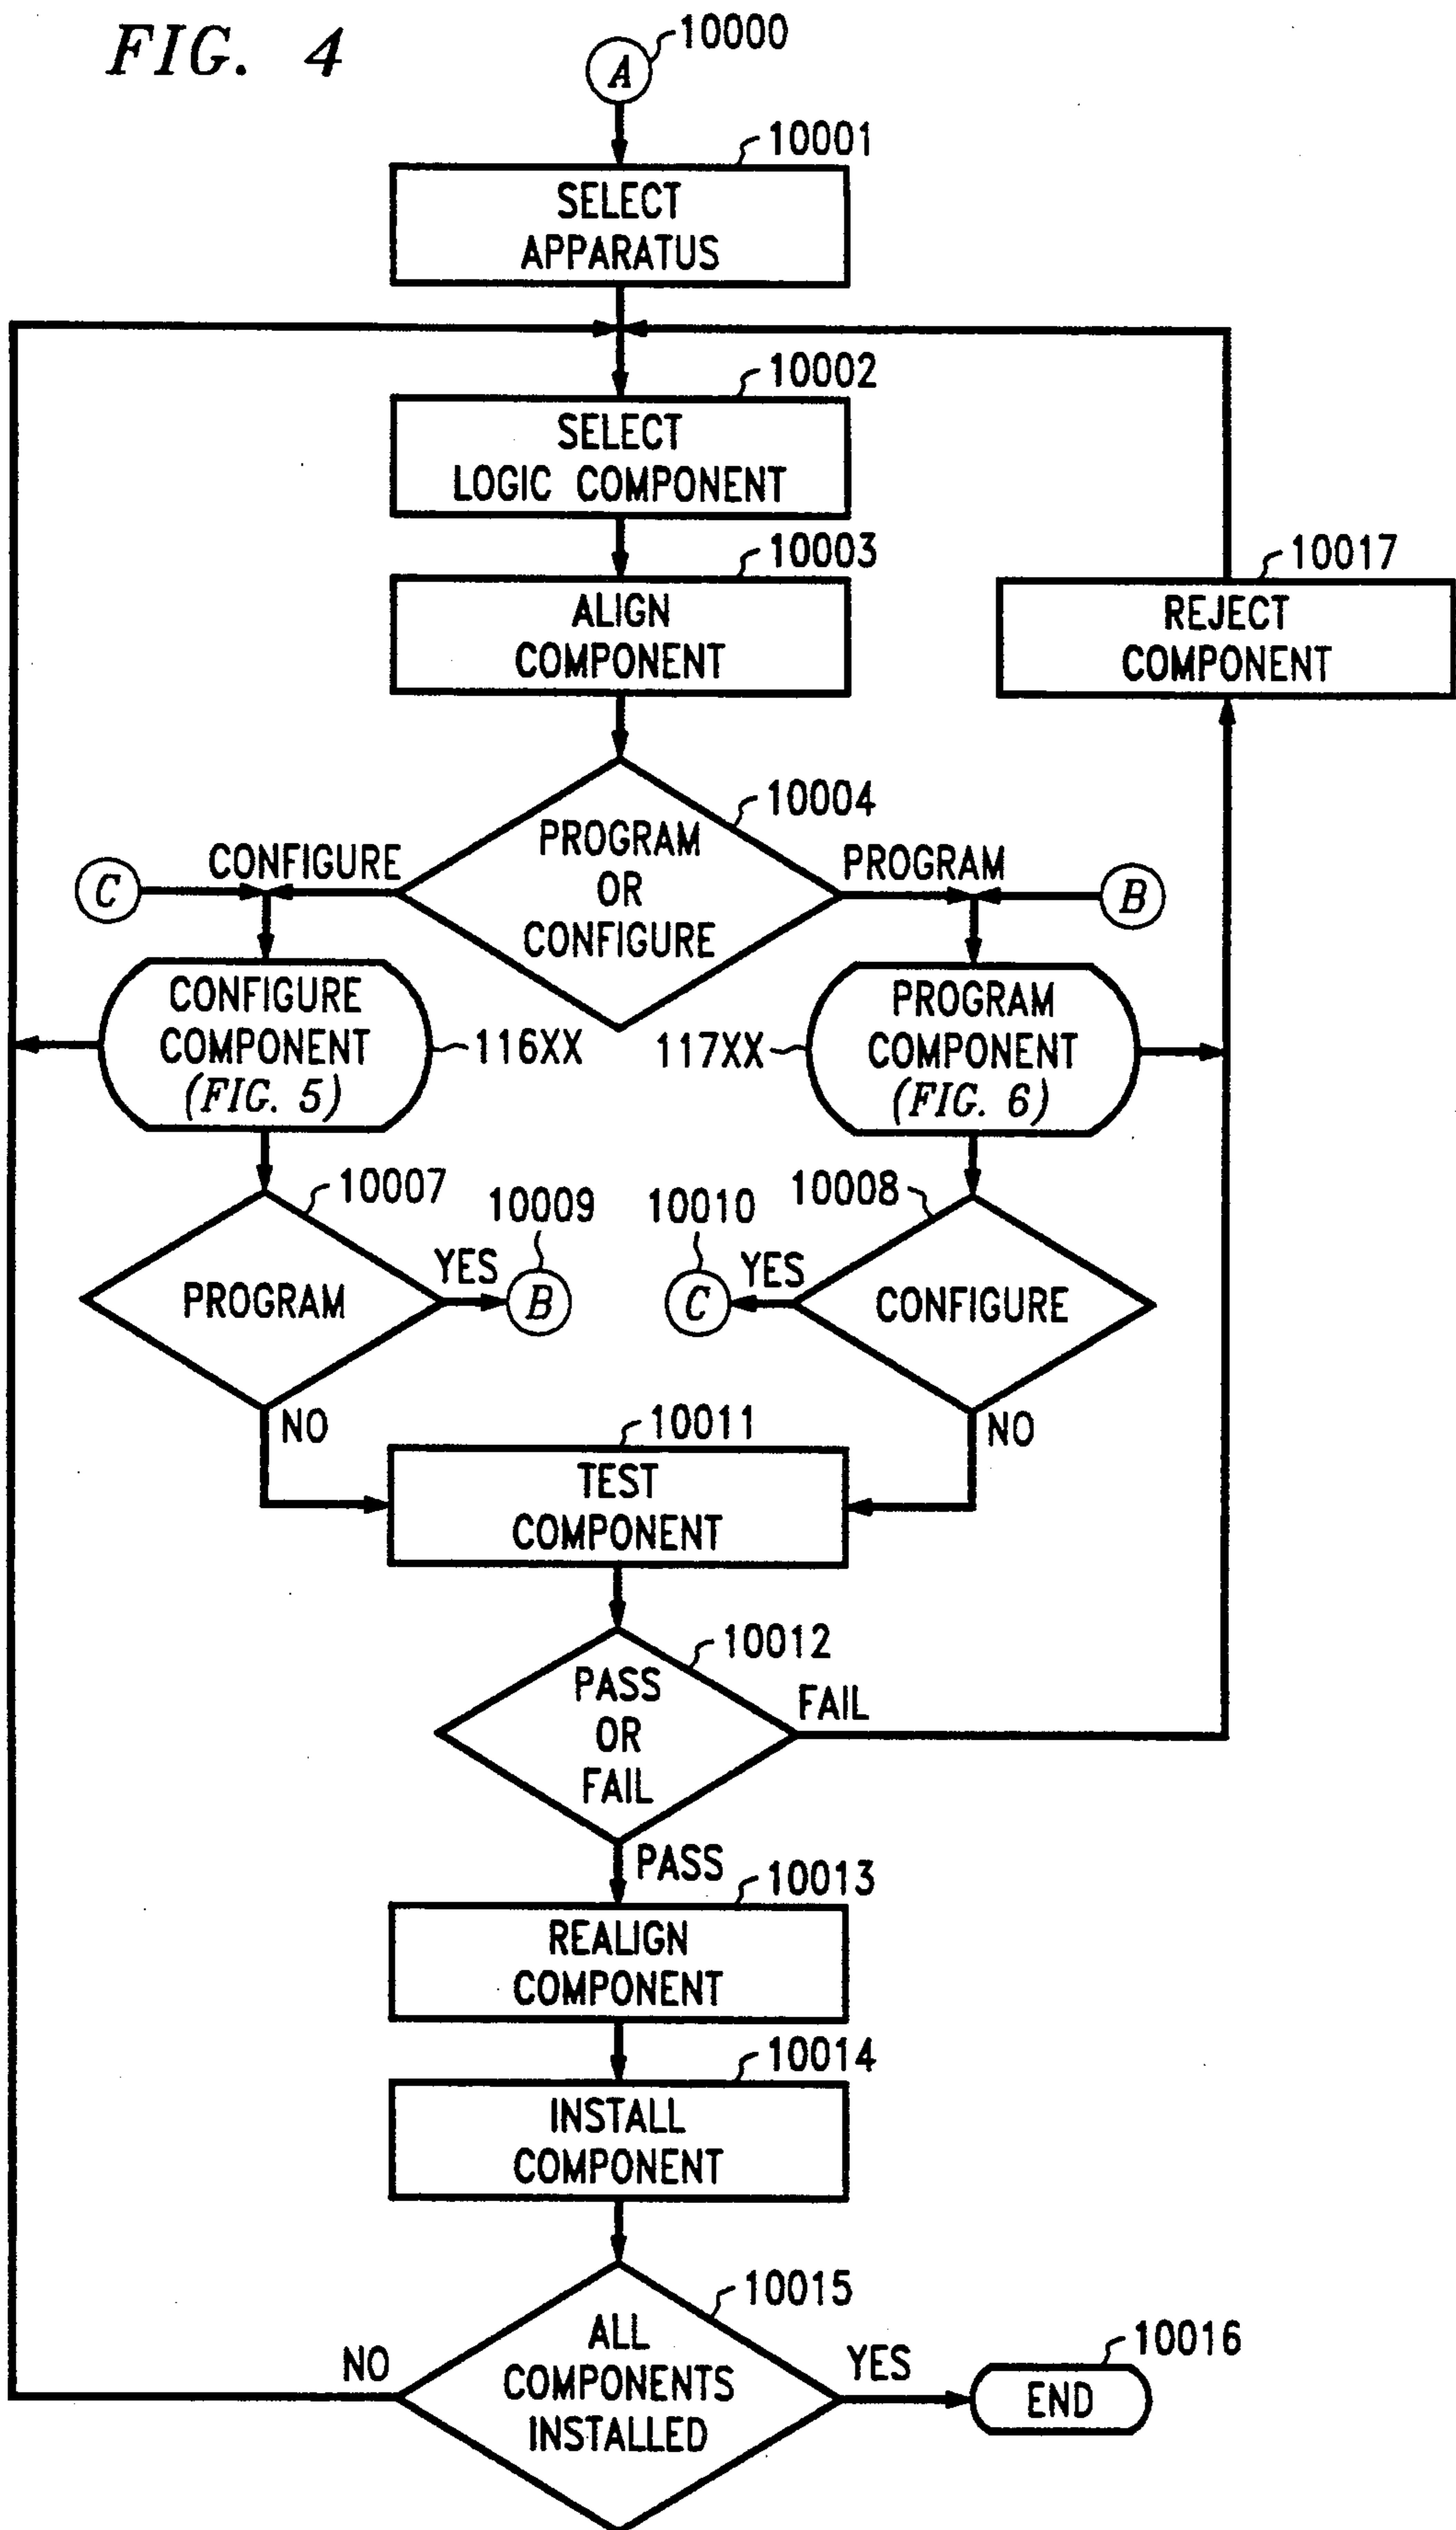 FIG. 4
A
10000
10001
SELECT
APPARATUS
10002
SELECT
LOGIC COMPONENT
10003
ALIGN
COMPONENT
10017
REJECT
COMPONENT
10004
PROGRAM
OR
CONFIGURE
CONFIGURE
PROGRAM
C
B
CONFIGURE
COMPONENT
(FIG. 5)
116XX
117XX
PROGRAM
COMPONENT
(FIG. 6)
10007
PROGRAM
YES
10009
B
10010
C
YES
10008
CONFIGURE
NO
NO
10011
TEST
COMPONENT
10012
PASS
OR
FAIL
FAIL
PASS
10013
REALIGN
COMPONENT
10014
INSTALL
COMPONENT
10015
ALL
COMPONENTS
INSTALLED
NO
YES
10016
END